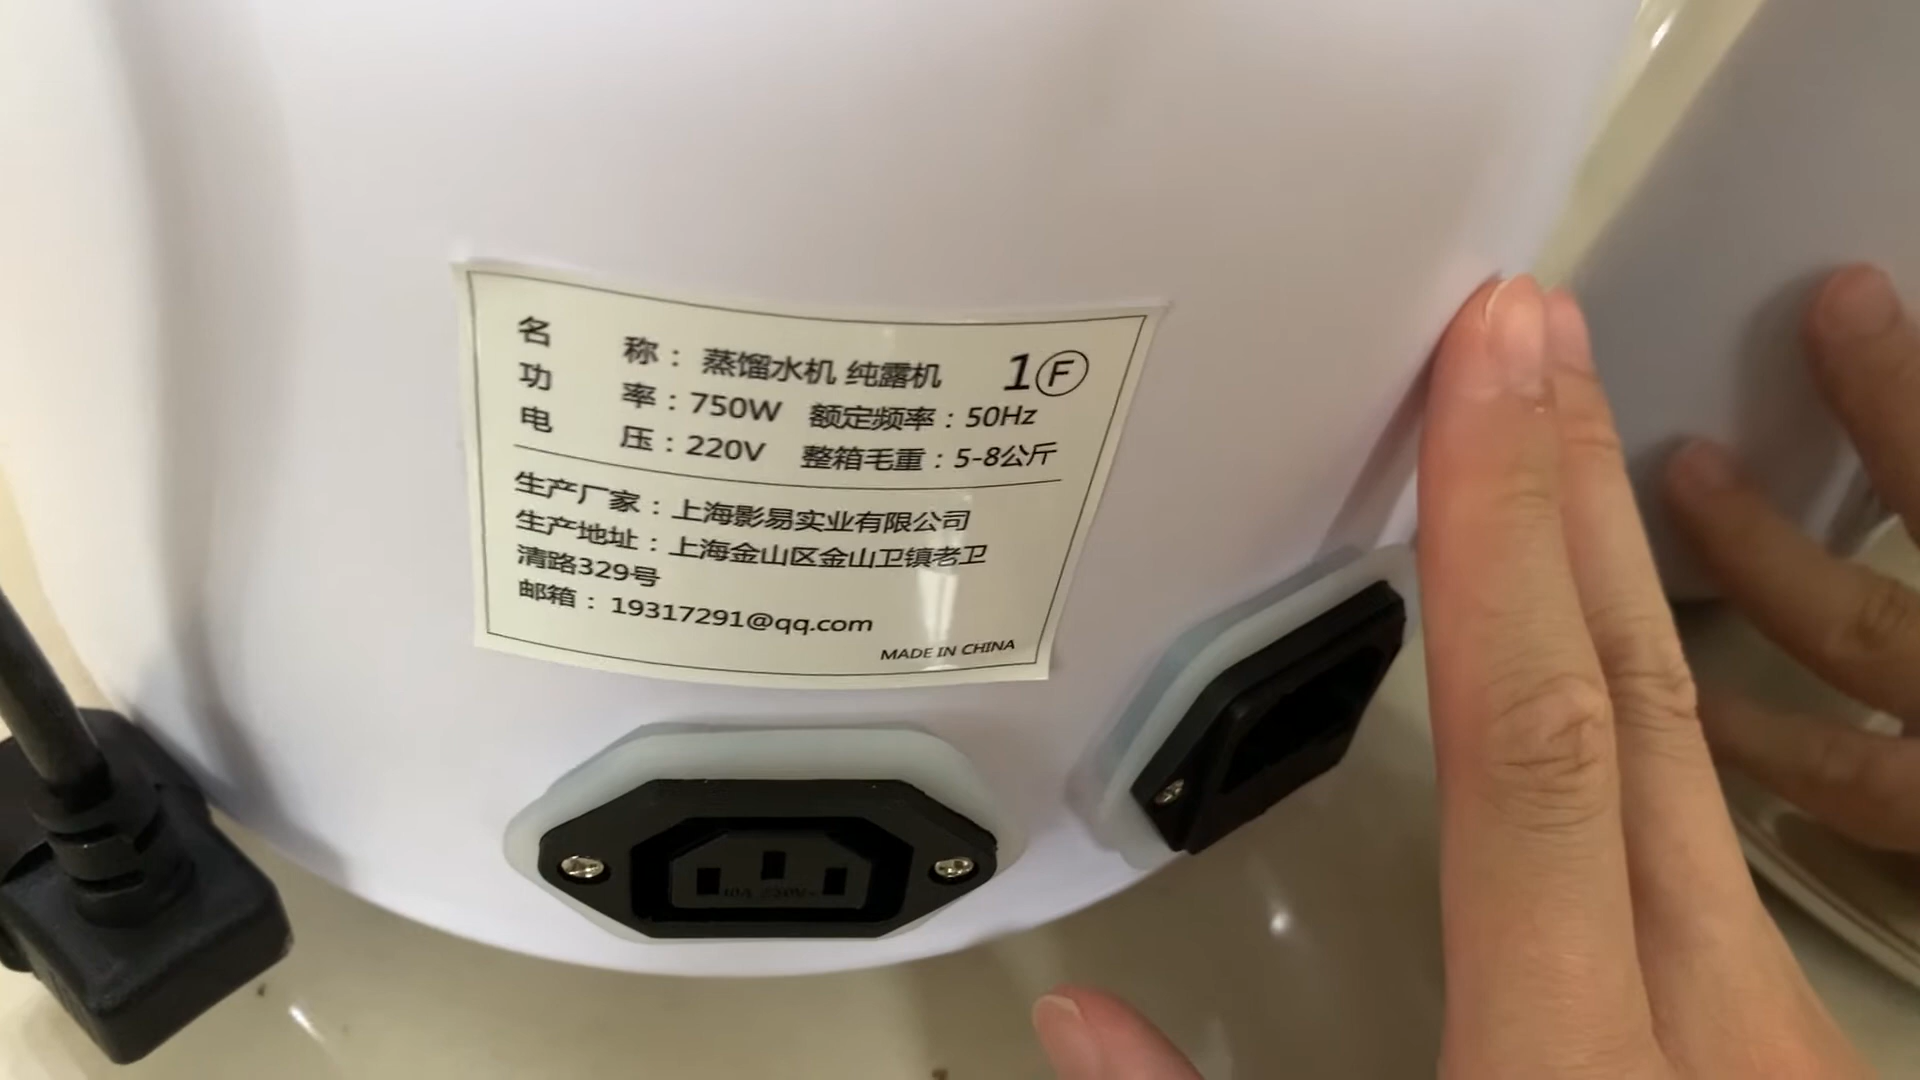 名 称：蒸馏水机 纯露机 1Ⓕ
功 率：750W 额定频率：50Hz
电 压：220V 整箱毛重：5-8公斤
生产厂家：上海影易实业有限公司
生产地址：上海金山区金山卫镇老卫
清路329号
邮箱：19317291@qq.com
MADE IN CHINA
10A 250V~